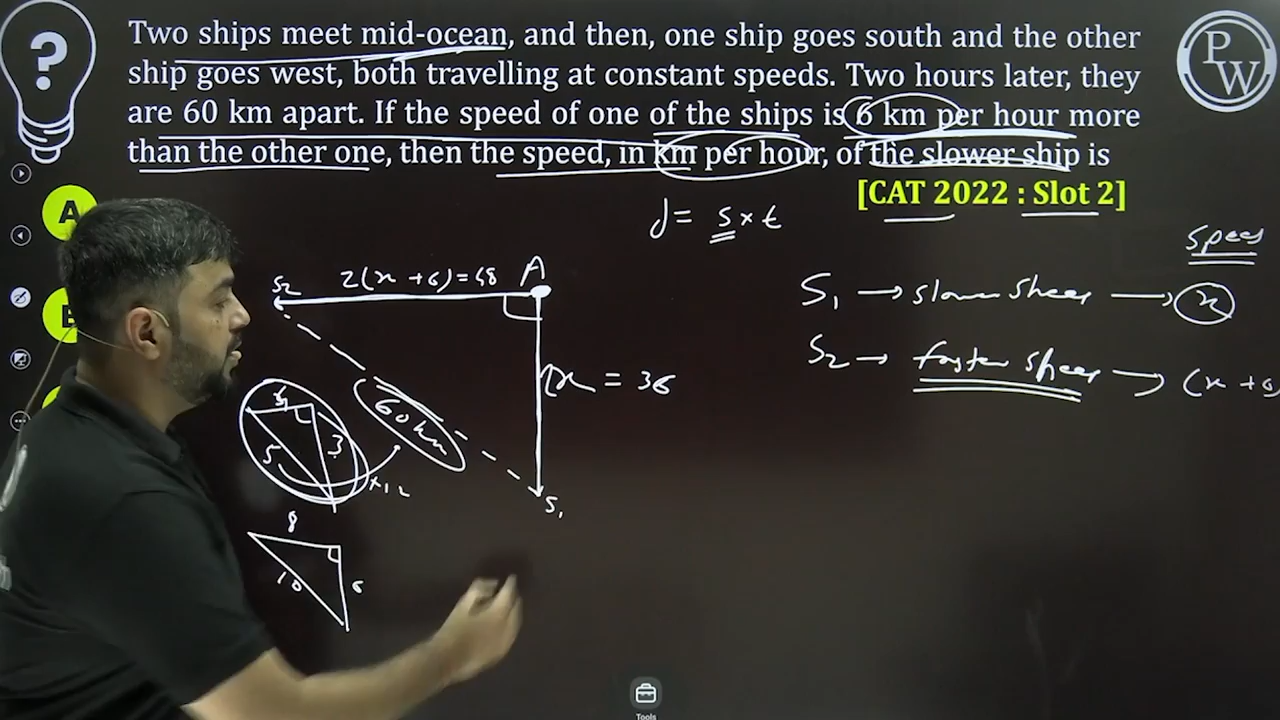 Two ships meet mid-ocean, and then, one ship goes south and the other
ship goes west, both travelling at constant speeds. Two hours later, they
are 60 km apart. If the speed of one of the ships is 6 km per hour more
than the other one, then the speed, in km per hour, of the slower ship is
[CAT 2022 : Slot 2]
?
PW
A
B
d = s × t
Speed
S1 → slower → x
S2 → faster → (x + 6
S2 2(x + 6) = 48 A
2x = 36
60 km
4
3
5
×12
S1
8
10
6
Tools